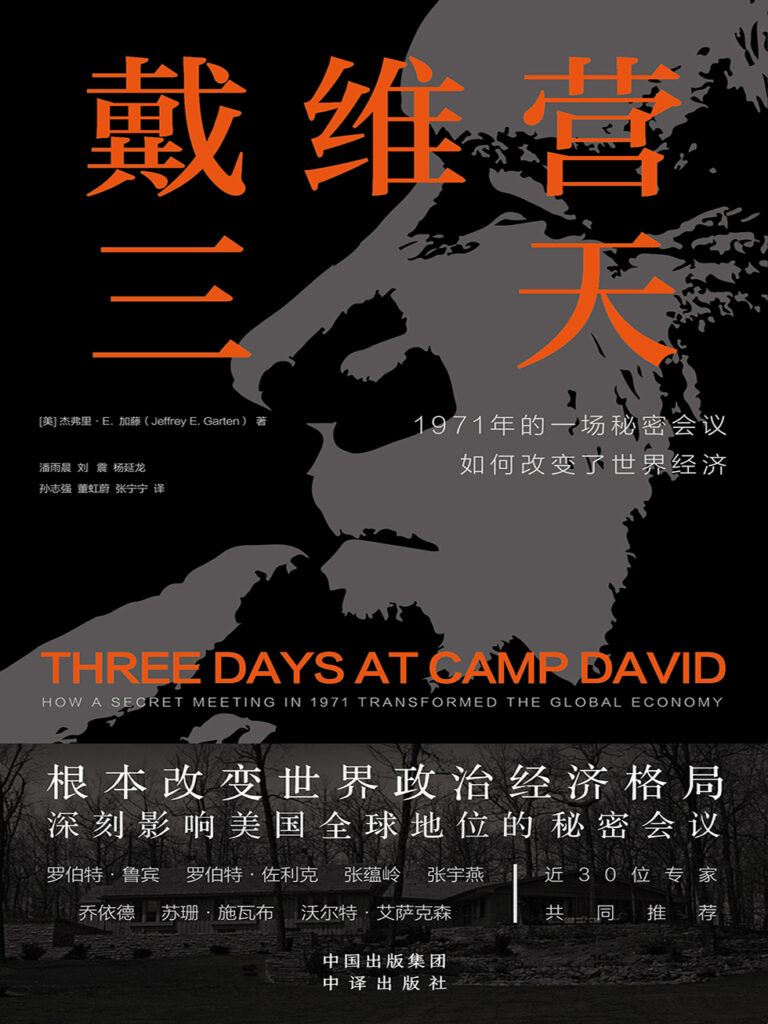 戴维营
三天
[美] 杰弗里·E. 加藤（Jeffrey E. Garten）著
潘雨晨 刘震 杨延龙
孙志强 董虹蔚 张宁宁 译
1971年的一场秘密会议
如何改变了世界经济
THREE DAYS AT CAMP DAVID
HOW A SECRET MEETING IN 1971 TRANSFORMED THE GLOBAL ECONOMY
根本改变世界政治经济格局
深刻影响美国全球地位的秘密会议
罗伯特·鲁宾 罗伯特·佐利克 张蕴岭 张宇燕
乔依德 苏珊·施瓦布 沃尔特·艾萨克森
近30位专家
共同推荐
中国出版集团
中译出版社